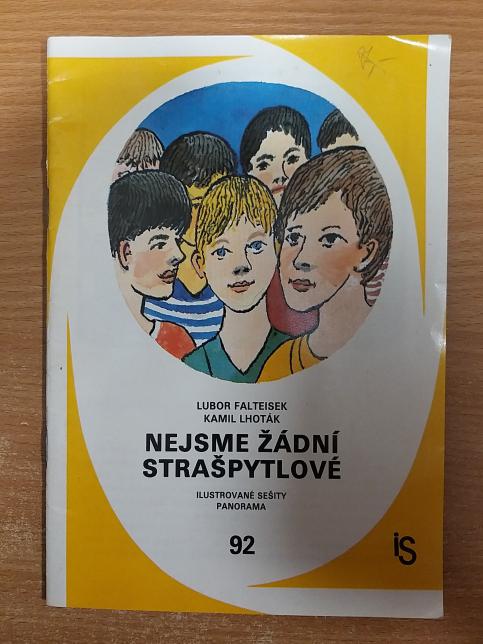 LUBOR FALTEISEK
KAMIL LHOTÁK
NEJSME ŽÁDNÍ
STRAŠPYTLOVÉ
ILUSTROVANÉ SEŠITY
PANORAMA
92
iS